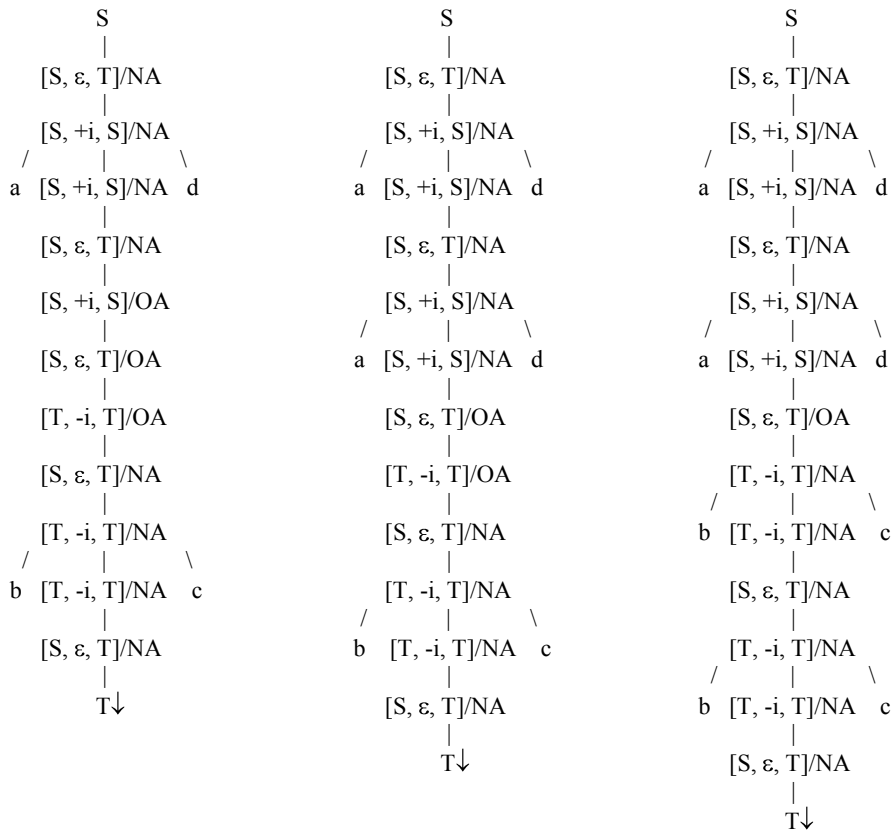 S
[S, ε, T]/NA
[S, +i, S]/NA
a [S, +i, S]/NA d
[S, ε, T]/NA
[S, +i, S]/OA
[S, ε, T]/OA
[T, -i, T]/OA
[S, ε, T]/NA
[T, -i, T]/NA
b [T, -i, T]/NA c
[S, ε, T]/NA
T↓
S
[S, ε, T]/NA
[S, +i, S]/NA
a [S, +i, S]/NA d
[S, ε, T]/NA
[S, +i, S]/NA
a [S, +i, S]/NA d
[S, ε, T]/OA
[T, -i, T]/OA
[S, ε, T]/NA
[T, -i, T]/NA
b [T, -i, T]/NA c
[S, ε, T]/NA
T↓
S
[S, ε, T]/NA
[S, +i, S]/NA
a [S, +i, S]/NA d
[S, ε, T]/NA
[S, +i, S]/NA
a [S, +i, S]/NA d
[S, ε, T]/OA
[T, -i, T]/NA
b [T, -i, T]/NA c
[S, ε, T]/NA
[T, -i, T]/NA
b [T, -i, T]/NA c
[S, ε, T]/NA
T↓